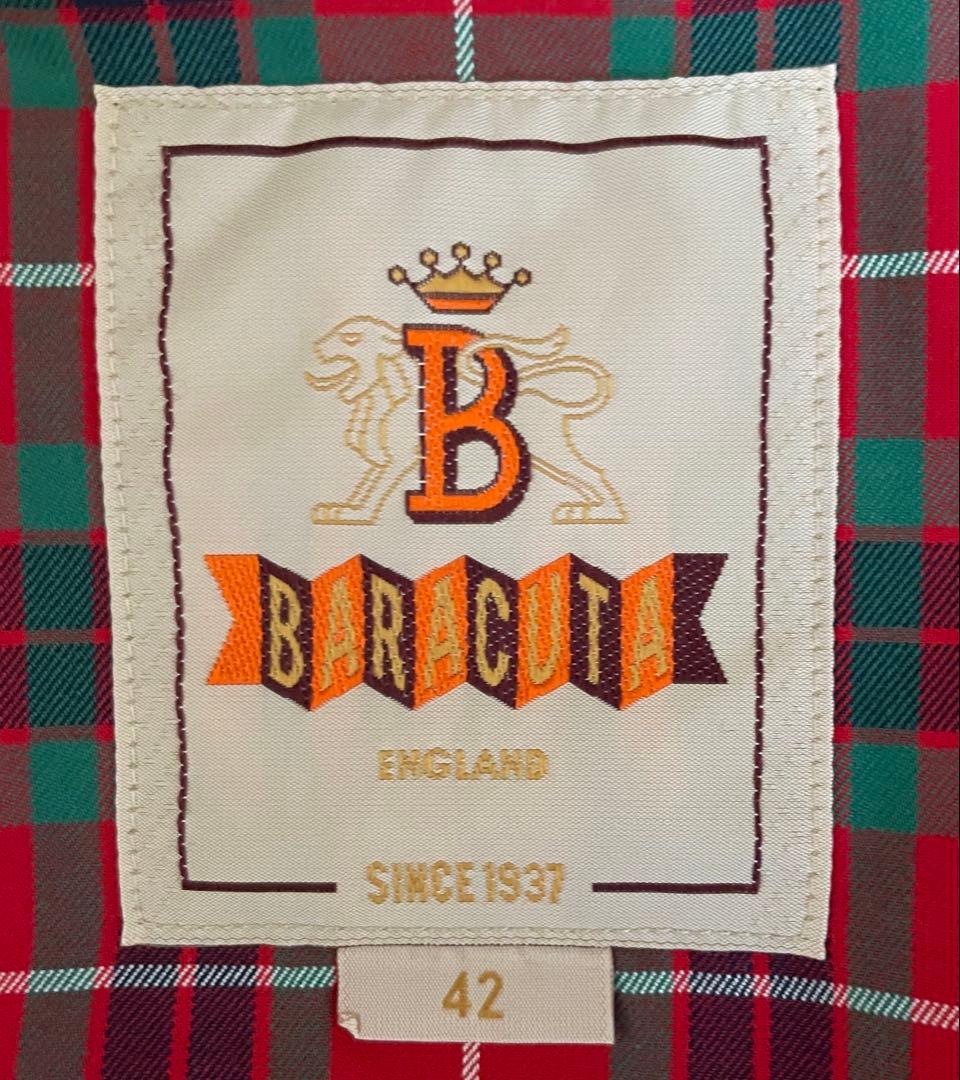 B
BARACUTA
ENGLAND
SINCE 1937
42